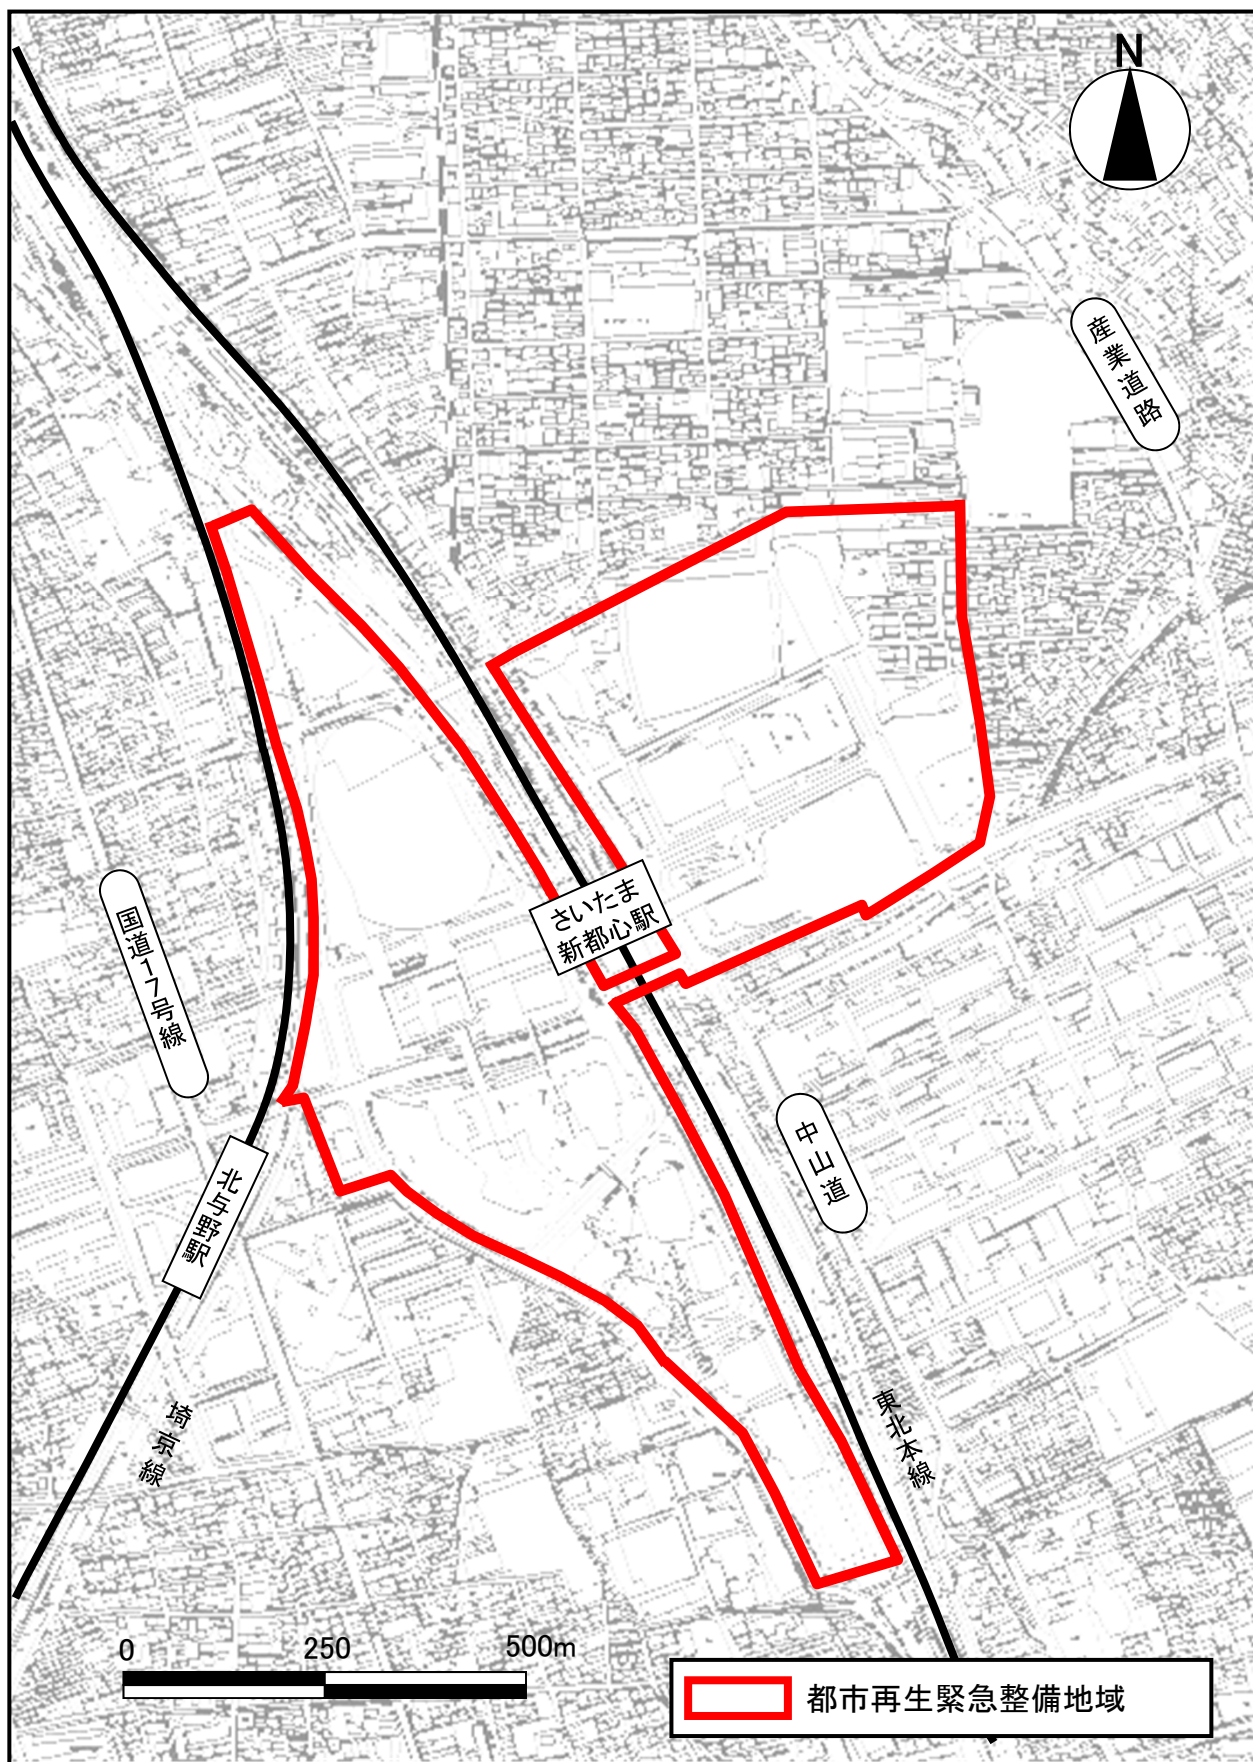 N
産業道路
さいたま
新都心駅
国道17号線
中山道
北与野駅
埼京線
東北本線
0 250 500m
都市再生緊急整備地域